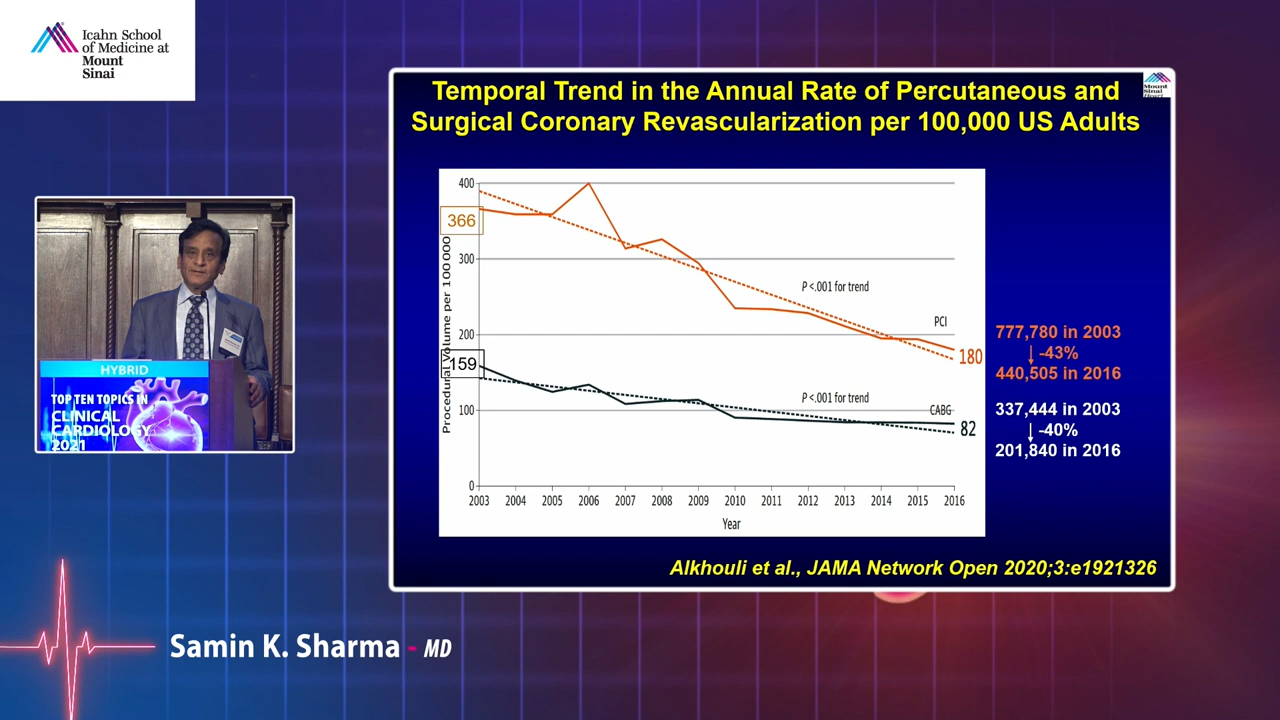 Icahn School
of Medicine at
Mount
Sinai
Temporal Trend in the Annual Rate of Percutaneous and
Surgical Coronary Revascularization per 100,000 US Adults
Mount
Sinai
Heart
400
366
300
200
159
100
0
Procedural Volume per 100000
P <.001 for trend
PCI
180
P <.001 for trend
CABG
82
2003 2004 2005 2006 2007 2008 2009 2010 2011 2012 2013 2014 2015 2016
Year
777,780 in 2003
↓ -43%
440,505 in 2016
337,444 in 2003
↓ -40%
201,840 in 2016
Alkhouli et al., JAMA Network Open 2020;3:e1921326
HYBRID
TOP TEN TOPICS IN
CLINICAL
CARDIOLOGY
2021
Samin K. Sharma - MD